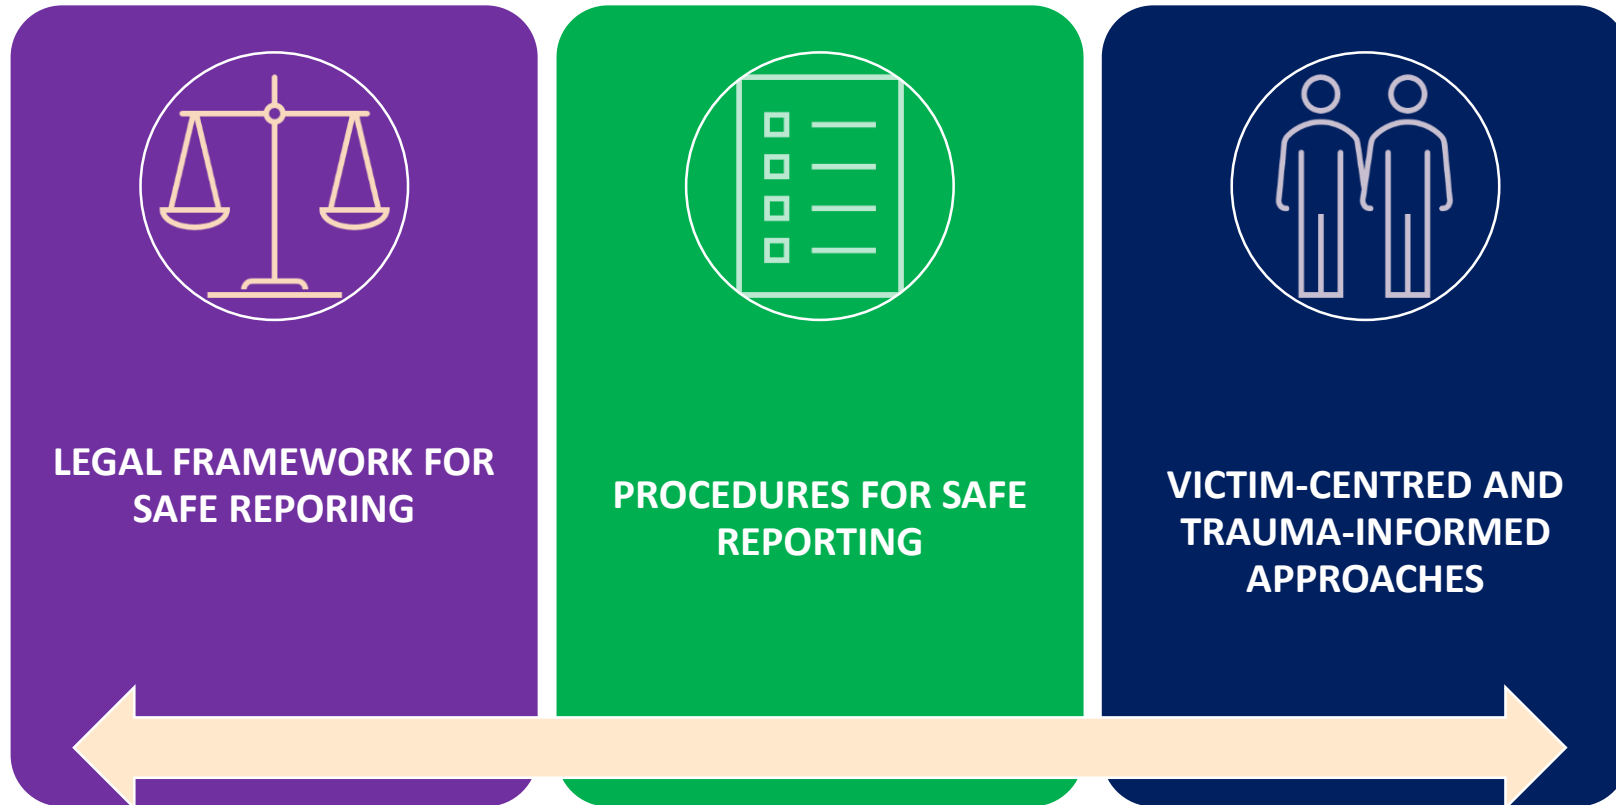 LEGAL FRAMEWORK FOR
SAFE REPORING
PROCEDURES FOR SAFE
REPORTING
VICTIM-CENTRED AND
TRAUMA-INFORMED
APPROACHES